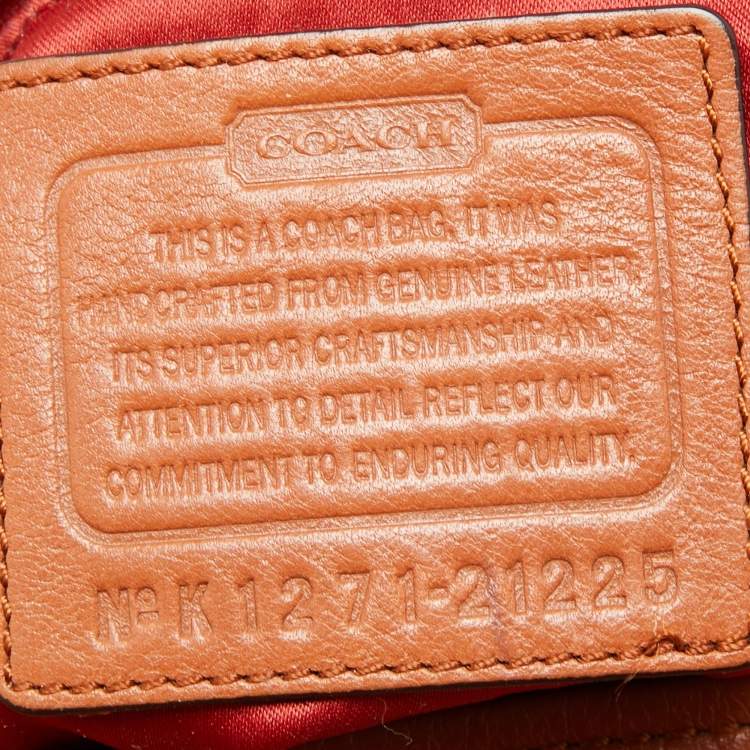 COACH
THIS IS A COACH BAG. IT WAS
HANDCRAFTED FROM GENUINE LEATHER.
ITS SUPERIOR CRAFTSMANSHIP AND
ATTENTION TO DETAIL REFLECT OUR
COMMITMENT TO ENDURING QUALITY.
Nº K1271-21225